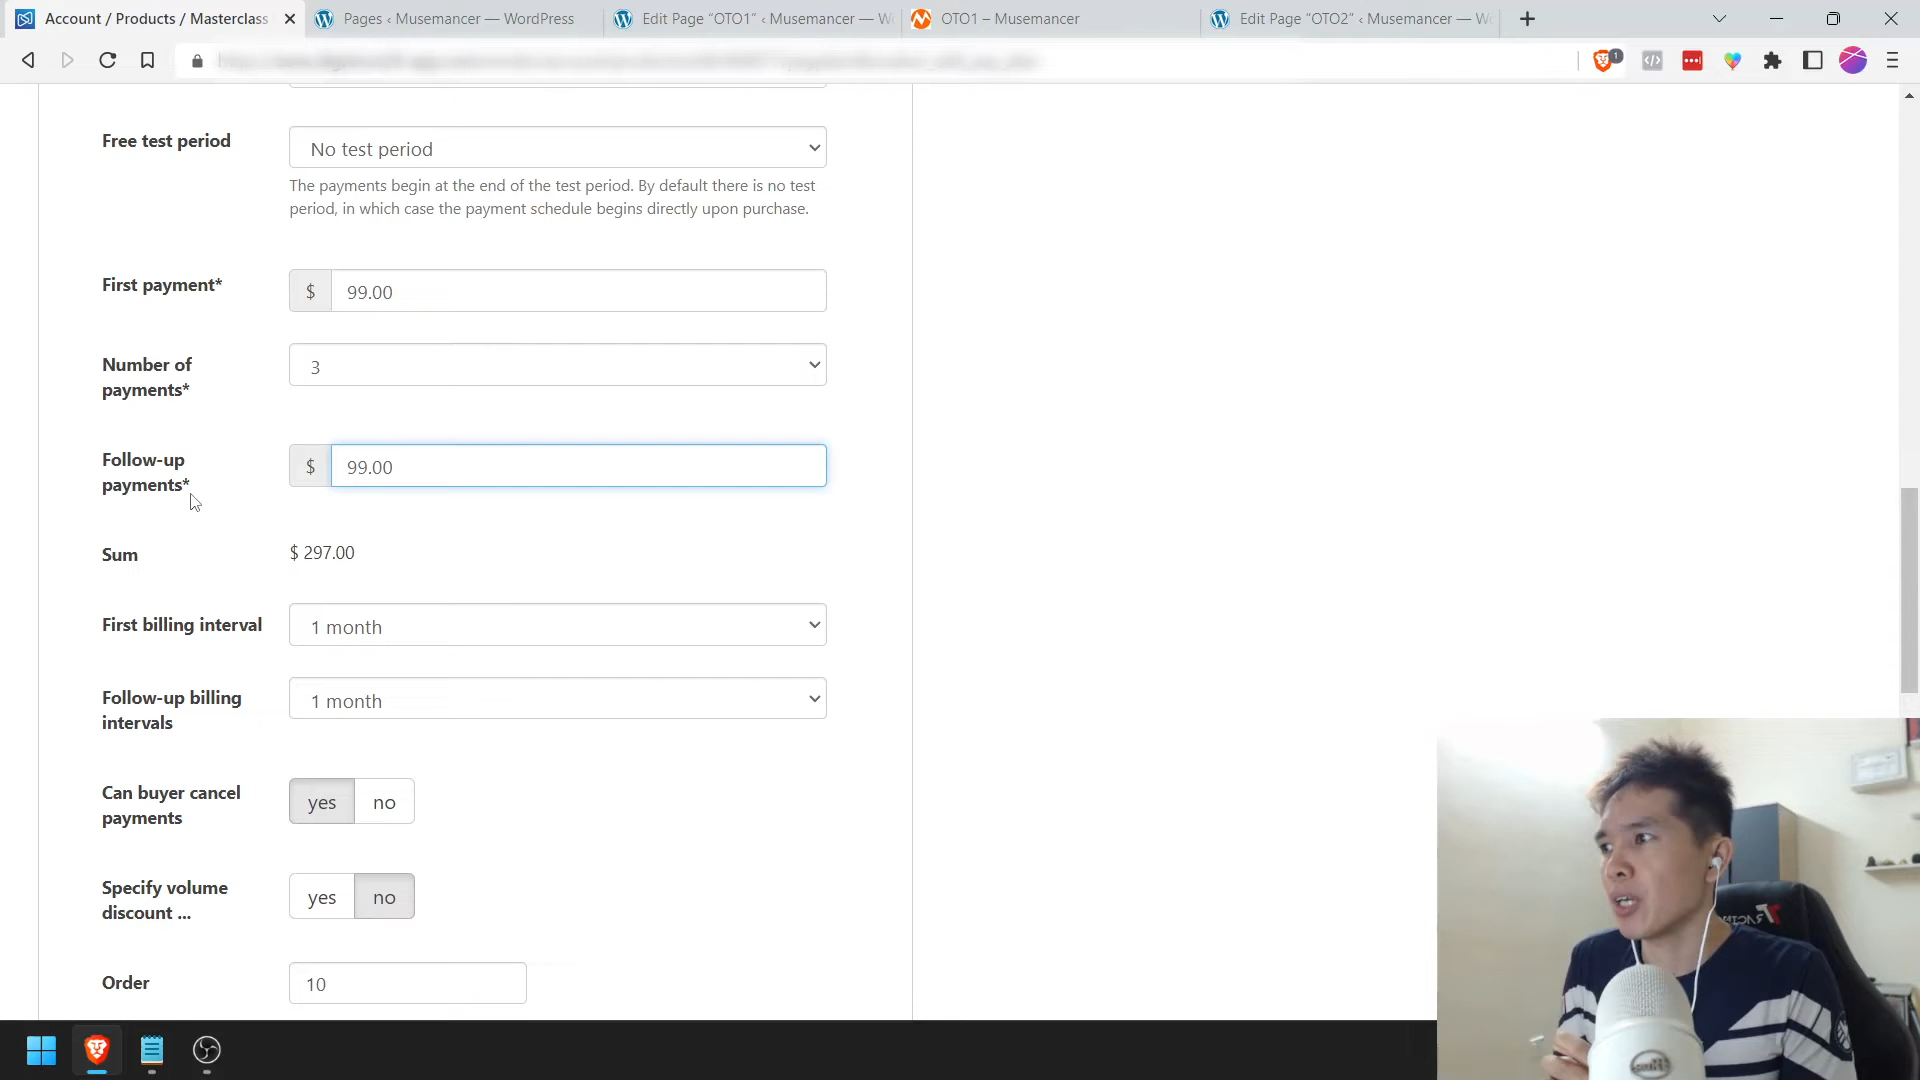 Account / Products / Masterclass
Pages ‹ Musemancer — WordPress
Edit Page “OTO1” ‹ Musemancer — W
OTO1 – Musemancer
Edit Page “OTO2” ‹ Musemancer — W
1
Free test period
No test period
The payments begin at the end of the test period. By default there is no test
period, in which case the payment schedule begins directly upon purchase.
First payment*
$
99.00
Number of
payments*
3
Follow-up
payments*
$
99.00
Sum
$ 297.00
First billing interval
1 month
Follow-up billing
intervals
1 month
Can buyer cancel
payments
yes
no
Specify volume
discount ...
yes
no
Order
10